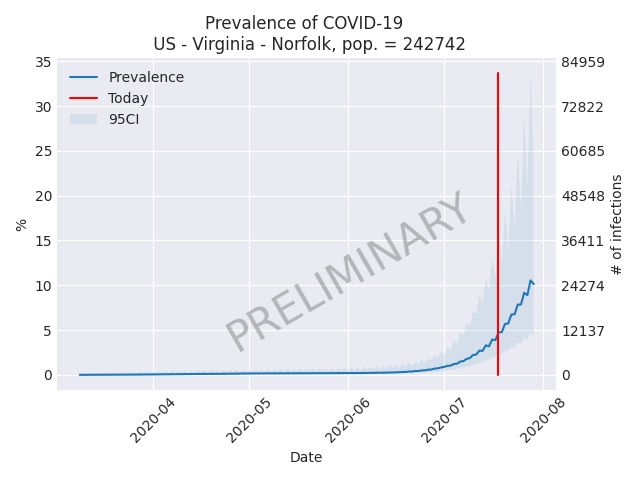 Prevalence of COVID-19
US - Virginia - Norfolk, pop. = 242742
Prevalence
Today
95CI
35
30
25
20
15
10
5
0
%
84959
72822
60685
48548
36411
24274
12137
0
# of infections
PRELIMINARY
2020-04
2020-05
2020-06
2020-07
2020-08
Date